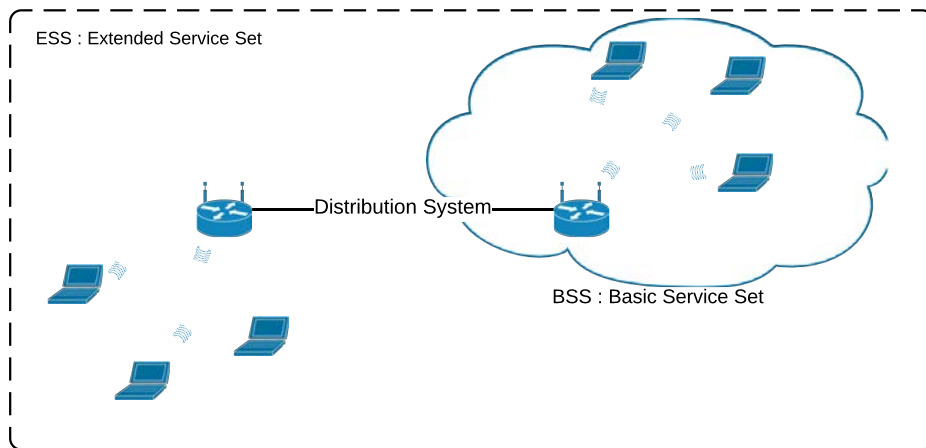 ESS : Extended Service Set
Distribution System
BSS : Basic Service Set